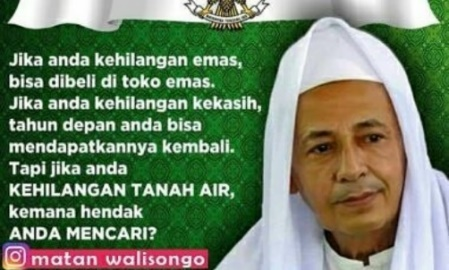 Jika anda kehilangan emas,
bisa dibeli di toko emas.
Jika anda kehilangan kekasih,
tahun depan anda bisa
mendapatkannya kembali.
Tapi jika anda
KEHILANGAN TANAH AIR,
kemana hendak
ANDA MENCARI?
matan walisongo